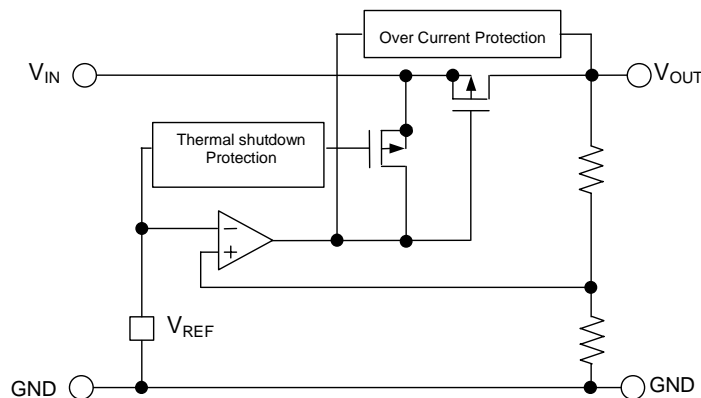 Over Current Protection
VIN
VOUT
Thermal shutdown
Protection
−
+
VREF
GND
GND